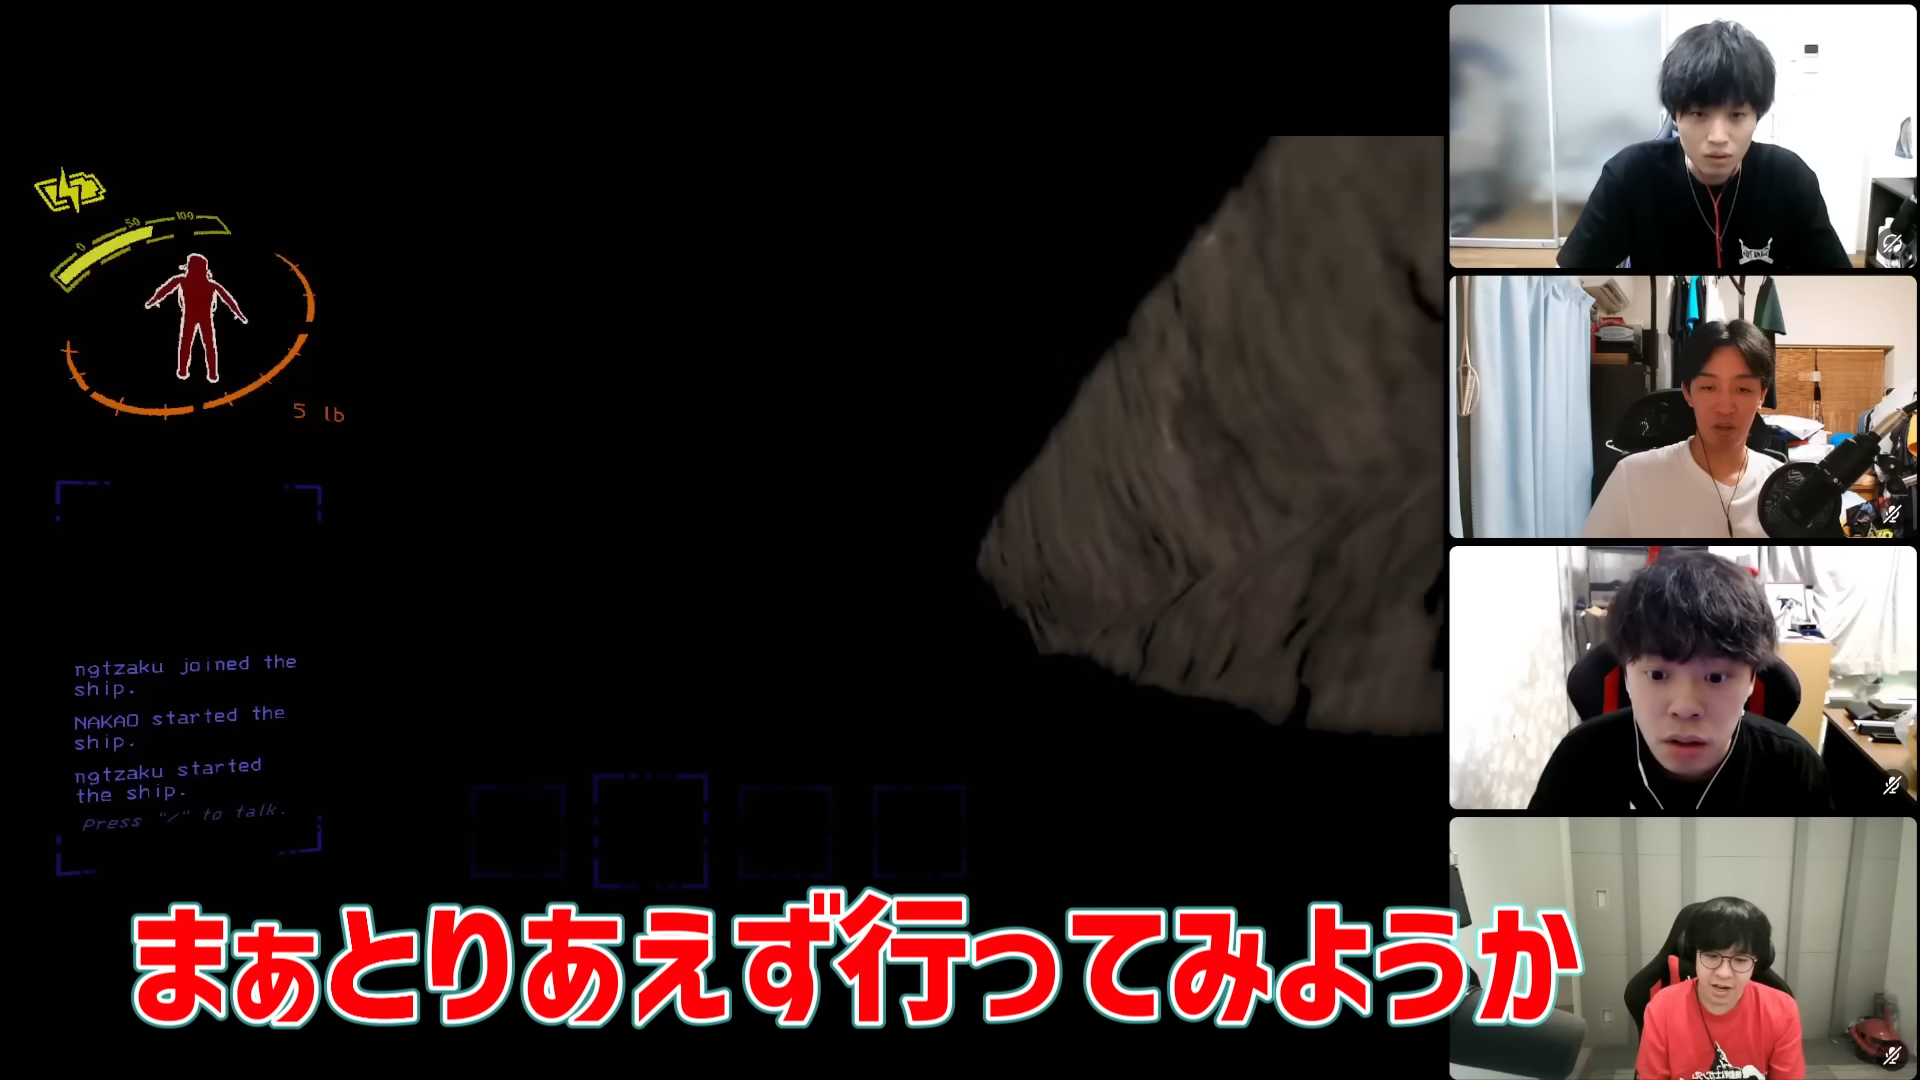 0 50 100
5 lb
ngtzaku joined the
ship.
NAKAO started the
ship.
ngtzaku started
the ship.
Press "/" to talk.
まぁとりあえず行ってみようか